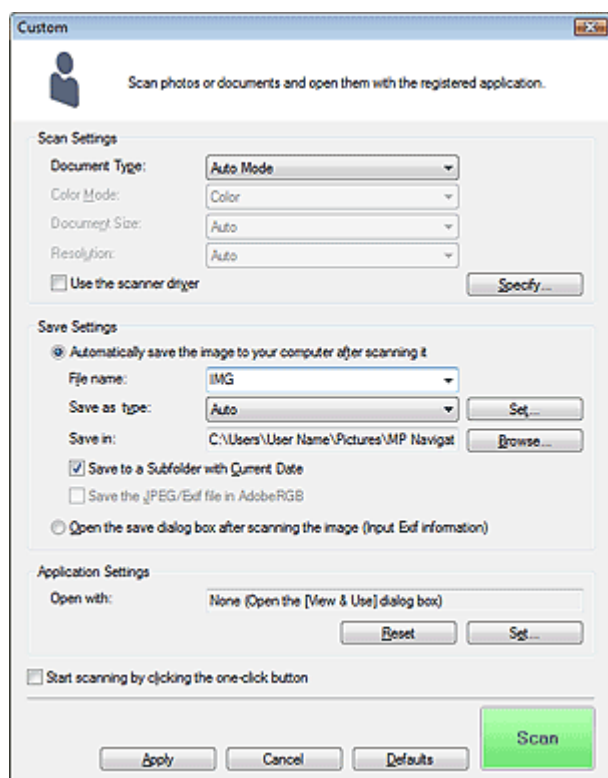 Custom
Scan photos or documents and open them with the registered application.
Scan Settings
Document Type: Auto Mode
Color Mode: Color
Document Size: Auto
Resolution: Auto
Use the scanner driver Specify...
Save Settings
Automatically save the image to your computer after scanning it
File name: IMG
Save as type: Auto Set...
Save in: C:\Users\User Name\Pictures\MP Navigat Browse...
Save to a Subfolder with Current Date
Save the JPEG/Exif file in AdobeRGB
Open the save dialog box after scanning the image (Input Exif information)
Application Settings
Open with: None (Open the [View & Use] dialog box)
Reset Set...
Start scanning by clicking the one-click button
Scan
Apply Cancel Defaults